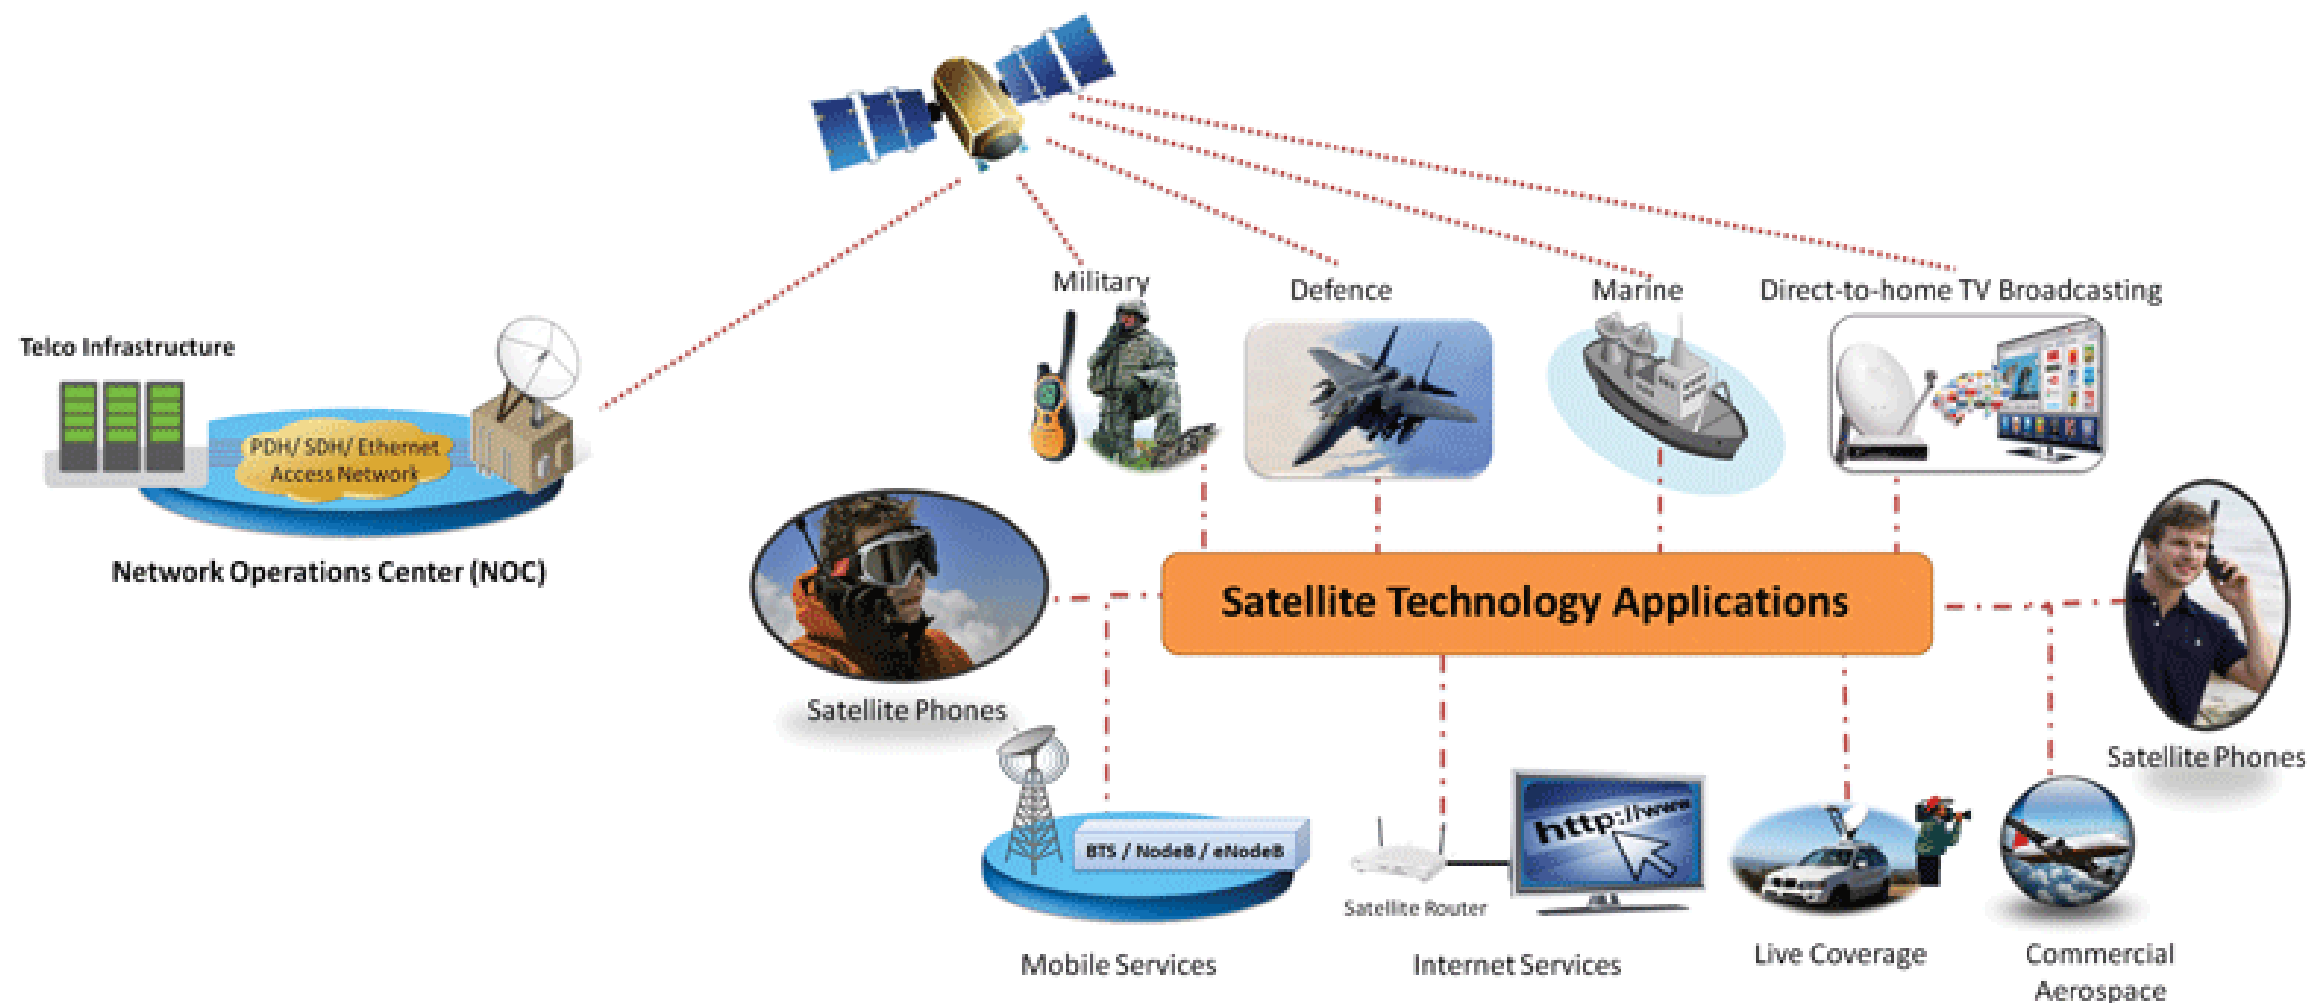 Military
Defence
Marine
Direct-to-home TV Broadcasting
Telco Infrastructure
PDH/ SDH/ Ethernet
Access Network
Network Operations Center (NOC)
Satellite Technology Applications
Satellite Phones
Satellite Phones
BTS / NodeB / eNodeB
http://www
Satellite Router
Mobile Services
Internet Services
Live Coverage
Commercial
Aerospace